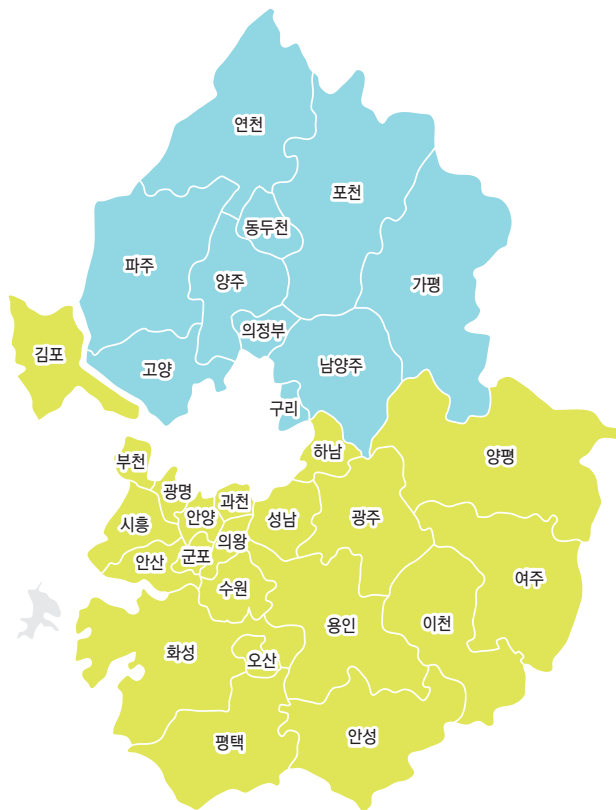 연천
포천
동두천
파주
양주
가평
의정부
김포
고양
남양주
구리
하남
양평
부천
광명
과천
시흥
안양
성남
광주
의왕
안산
군포
수원
여주
용인
이천
화성
오산
평택
안성